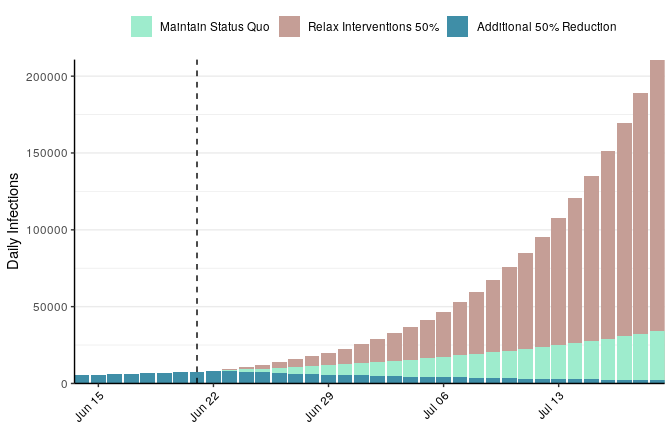 Maintain Status Quo Relax Interventions 50% Additional 50% Reduction
200000
150000
100000
50000
0
Daily Infections
Jun 15 Jun 22 Jun 29 Jul 06 Jul 13